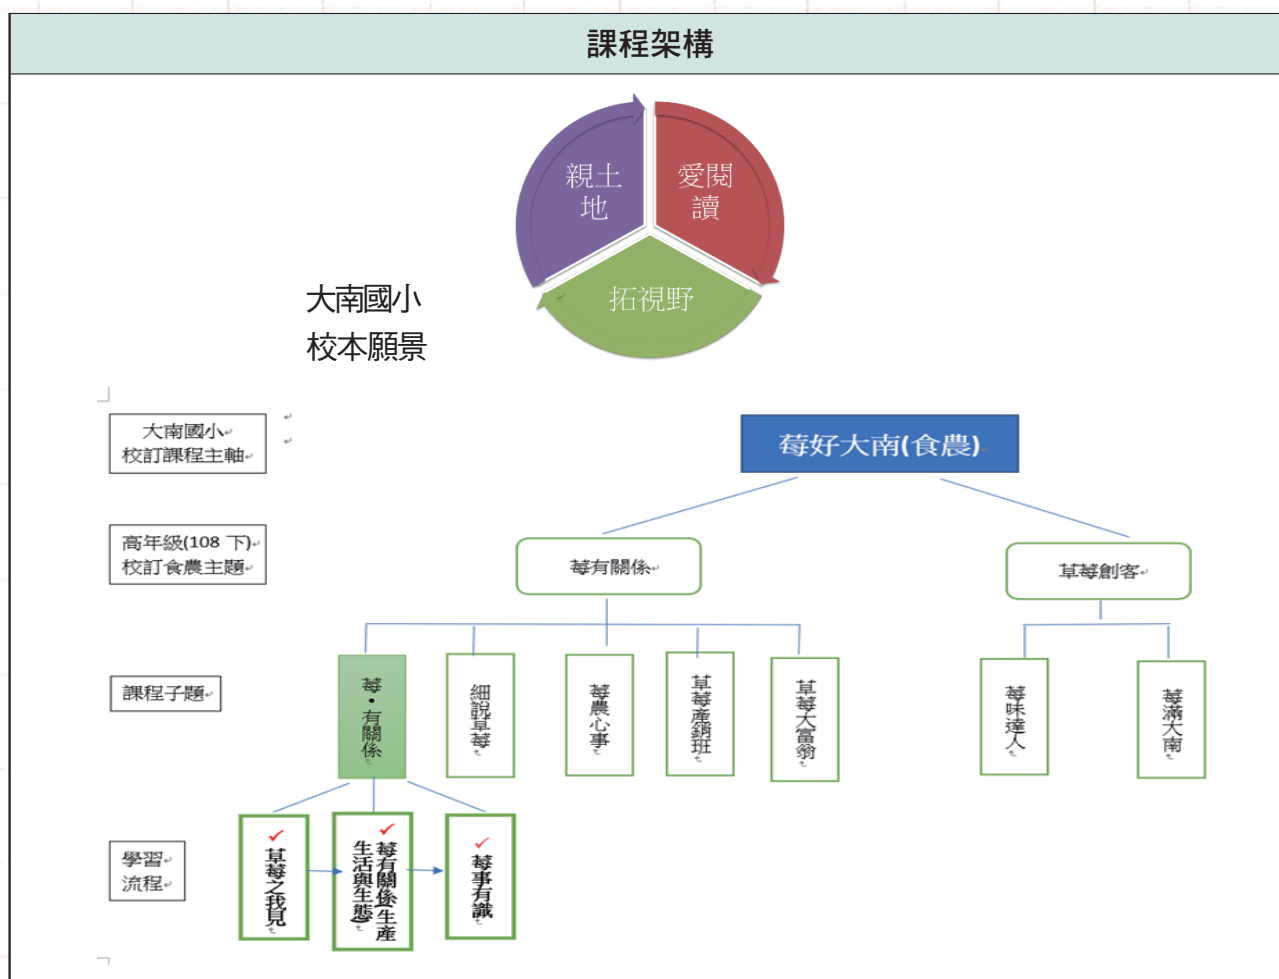 課程架構
親土
地
愛閱
讀
拓視野
大南國小
校本願景
大南國小
校訂課程主軸
莓好大南(食農)
高年級(108 下)
校訂食農主題
莓有關係
草莓創客
課程子題
莓・有關係
細說草莓
莓農心事
草莓產銷班
草莓大富翁
莓味達人
莓滿大南
學習
流程
✓草莓之我見
✓莓有關係(生產
生活與生態)
✓莓事有識